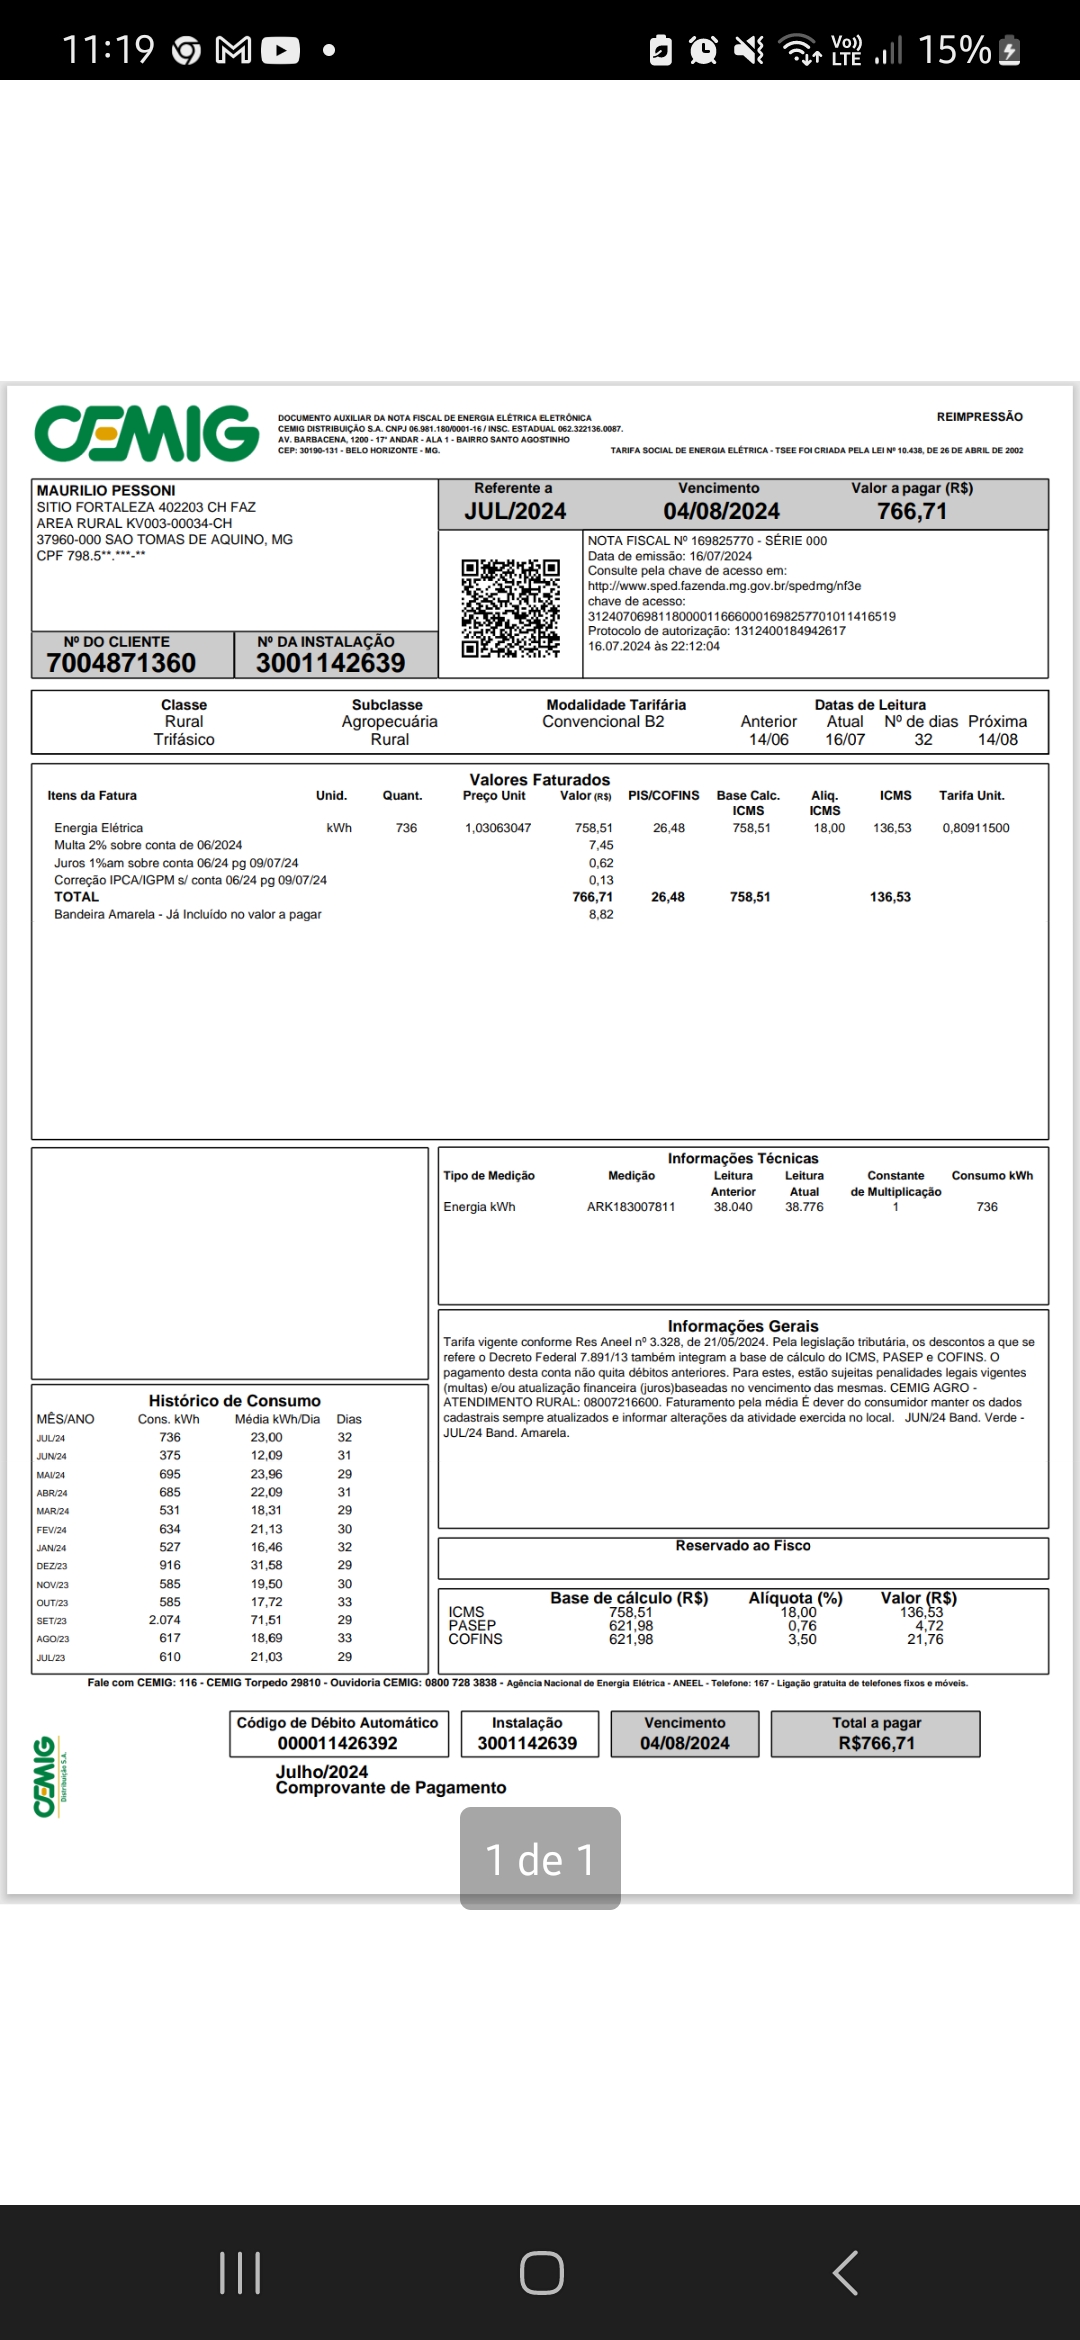 11:19
Vo)) LTE 15%
CEMIG
DOCUMENTO AUXILIAR DA NOTA FISCAL DE ENERGIA ELÉTRICA ELETRÔNICA
CEMIG DISTRIBUIÇÃO S.A. CNPJ 06.981.180/0001-16 / INSC. ESTADUAL 062.322136.0087.
AV. BARBACENA, 1200 - 17° ANDAR - ALA 1 - BAIRRO SANTO AGOSTINHO
CEP: 30190-131 - BELO HORIZONTE - MG.
REIMPRESSÃO
TARIFA SOCIAL DE ENERGIA ELÉTRICA - TSEE FOI CRIADA PELA LEI Nº 10.438, DE 26 DE ABRIL DE 2002
MAURILIO PESSONI
SITIO FORTALEZA 402203 CH FAZ
AREA RURAL KV003-00034-CH
37960-000 SAO TOMAS DE AQUINO, MG
CPF 798.5**.***-**
Nº DO CLIENTE
7004871360
Nº DA INSTALAÇÃO
3001142639
Referente a Vencimento Valor a pagar (R$)
JUL/2024 04/08/2024 766,71
NOTA FISCAL Nº 169825770 - SÉRIE 000
Data de emissão: 16/07/2024
Consulte pela chave de acesso em:
http://www.sped.fazenda.mg.gov.br/spedmg/nf3e
chave de acesso:
31240706981180000116660001698257701011416519
Protocolo de autorização: 1312400184942617
16.07.2024 às 22:12:04
Classe Subclasse Modalidade Tarifária Datas de Leitura
Rural Agropecuária Convencional B2 Anterior Atual Nº de dias Próxima
Trifásico Rural 14/06 16/07 32 14/08
Valores Faturados
Itens da Fatura Unid. Quant. Preço Unit Valor (R$) PIS/COFINS Base Calc. ICMS Aliq. ICMS ICMS Tarifa Unit.
Energia Elétrica kWh 736 1,03063047 758,51 26,48 758,51 18,00 136,53 0,80911500
Multa 2% sobre conta de 06/2024 7,45
Juros 1%am sobre conta 06/24 pg 09/07/24 0,62
Correção IPCA/IGPM s/ conta 06/24 pg 09/07/24 0,13
TOTAL 766,71 26,48 758,51 136,53
Bandeira Amarela - Já Incluído no valor a pagar 8,82
Informações Técnicas
Tipo de Medição Medição Leitura Anterior Leitura Atual Constante de Multiplicação Consumo kWh
Energia kWh ARK183007811 38.040 38.776 1 736
Informações Gerais
Tarifa vigente conforme Res Aneel nº 3.328, de 21/05/2024. Pela legislação tributária, os descontos a que se
refere o Decreto Federal 7.891/13 também integram a base de cálculo do ICMS, PASEP e COFINS. O
pagamento desta conta não quita débitos anteriores. Para estes, estão sujeitas penalidades legais vigentes
(multas) e/ou atualização financeira (juros)baseadas no vencimento das mesmas. CEMIG AGRO -
ATENDIMENTO RURAL: 08007216600. Faturamento pela média É dever do consumidor manter os dados
cadastrais sempre atualizados e informar alterações da atividade exercida no local. JUN/24 Band. Verde -
JUL/24 Band. Amarela.
Histórico de Consumo
MÊS/ANO Cons. kWh Média kWh/Dia Dias
JUL/24 736 23,00 32
JUN/24 375 12,09 31
MAI/24 695 23,96 29
ABR/24 685 22,09 31
MAR/24 531 18,31 29
FEV/24 634 21,13 30
JAN/24 527 16,46 32
DEZ/23 916 31,58 29
NOV/23 585 19,50 30
OUT/23 585 17,72 33
SET/23 2.074 71,51 29
AGO/23 617 18,69 33
JUL/23 610 21,03 29
Reservado ao Fisco
Base de cálculo (R$) Alíquota (%) Valor (R$)
ICMS 758,51 18,00 136,53
PASEP 621,98 0,76 4,72
COFINS 621,98 3,50 21,76
Fale com CEMIG: 116 - CEMIG Torpedo 29810 - Ouvidoria CEMIG: 0800 728 3838 - Agência Nacional de Energia Elétrica - ANEEL - Telefone: 167 - Ligação gratuita de telefones fixos e móveis.
CEMIG
Distribuição S.A.
Código de Débito Automático Instalação Vencimento Total a pagar
000011426392 3001142639 04/08/2024 R$766,71
Julho/2024
Comprovante de Pagamento
1 de 1